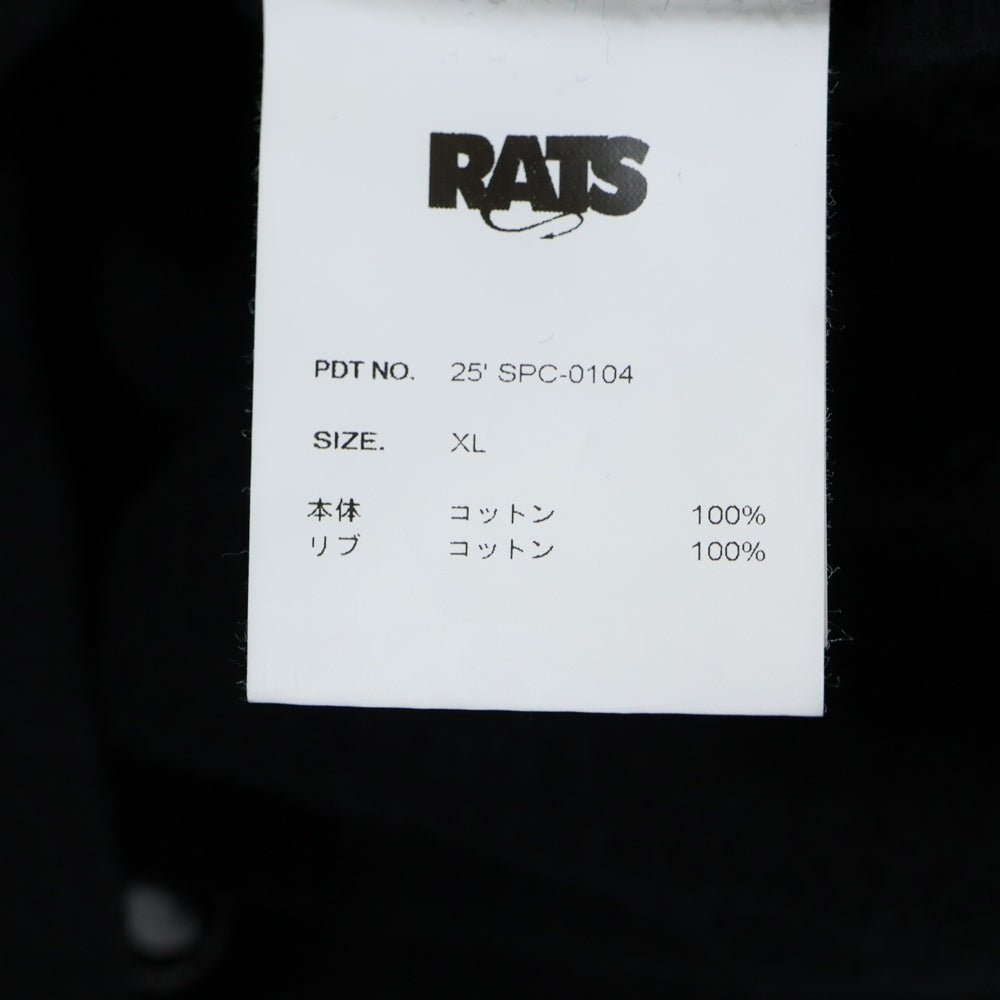 RATS
PDT NO. 25' SPC-0104
SIZE. XL
本体 コットン 100%
リブ コットン 100%